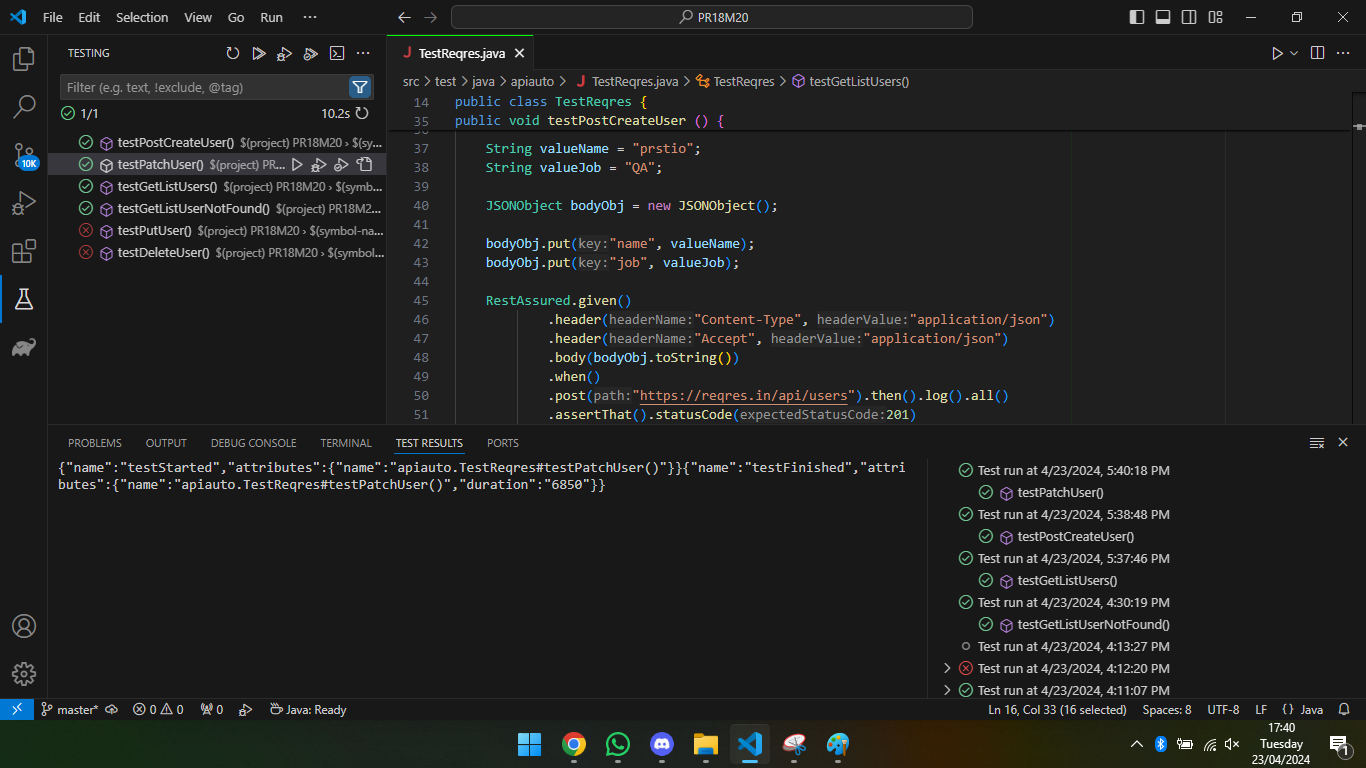 File Edit Selection View Go Run ··· PR18M20
TESTING
Filter (e.g. text, !exclude, @tag)
1/1 10.2s
testPostCreateUser() $(project) PR18M20 › $(sy...
testPatchUser() $(project) PR...
testGetListUsers() $(project) PR18M20 › $(symb...
testGetListUserNotFound() $(project) PR18M2...
testPutUser() $(project) PR18M20 › $(symbol-na...
testDeleteUser() $(project) PR18M20 › $(symbol...
10K
J TestReqres.java
src > test > java > apiauto > J TestReqres.java > TestReqres > testGetListUsers()
14 public class TestReqres {
35 public void testPostCreateUser () {
37 String valueName = "prstio";
38 String valueJob = "QA";
39
40 JSONObject bodyObj = new JSONObject();
41
42 bodyObj.put(key:"name", valueName);
43 bodyObj.put(key:"job", valueJob);
44
45 RestAssured.given()
46 .header(headerName:"Content-Type", headerValue:"application/json")
47 .header(headerName:"Accept", headerValue:"application/json")
48 .body(bodyObj.toString())
49 .when()
50 .post(path:"https://reqres.in/api/users").then().log().all()
51 .assertThat().statusCode(expectedStatusCode:201)
PROBLEMS OUTPUT DEBUG CONSOLE TERMINAL TEST RESULTS PORTS
{"name":"testStarted","attributes":{"name":"apiauto.TestReqres#testPatchUser()"}}{"name":"testFinished","attri
butes":{"name":"apiauto.TestReqres#testPatchUser()","duration":"6850"}}
Test run at 4/23/2024, 5:40:18 PM
testPatchUser()
Test run at 4/23/2024, 5:38:48 PM
testPostCreateUser()
Test run at 4/23/2024, 5:37:46 PM
testGetListUsers()
Test run at 4/23/2024, 4:30:19 PM
testGetListUserNotFound()
Test run at 4/23/2024, 4:13:27 PM
Test run at 4/23/2024, 4:12:20 PM
Test run at 4/23/2024, 4:11:07 PM
master* 0 0 0 Java: Ready Ln 16, Col 33 (16 selected) Spaces: 8 UTF-8 LF {} Java
17:40
Tuesday
23/04/2024
1